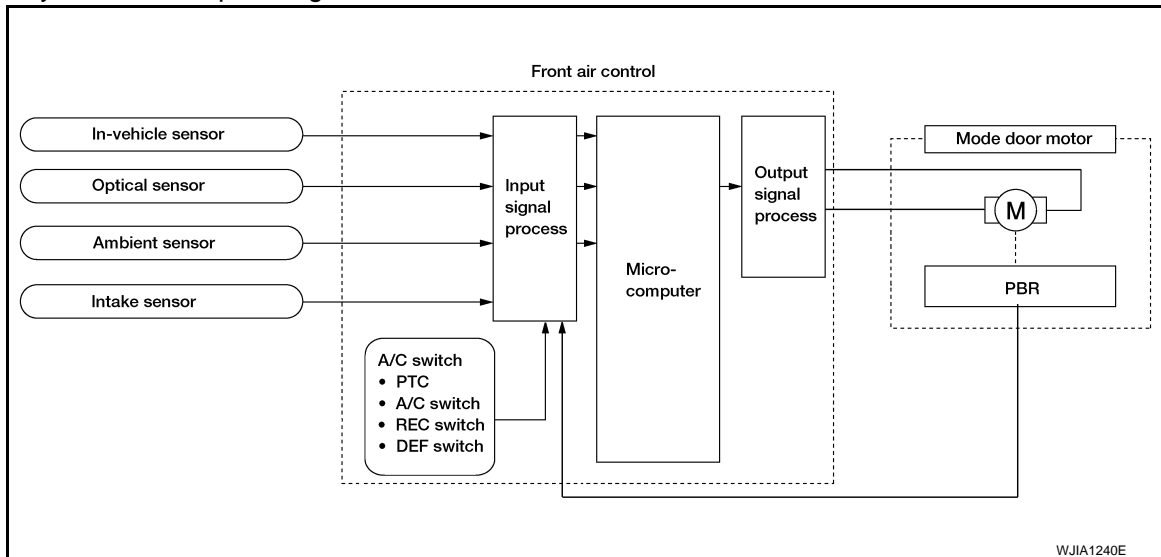 Front air control
In-vehicle sensor
Optical sensor
Ambient sensor
Intake sensor
Input
signal
process
Micro-
computer
Output
signal
process
Mode door motor
M
PBR
A/C switch
• PTC
• A/C switch
• REC switch
• DEF switch
WJIA1240E